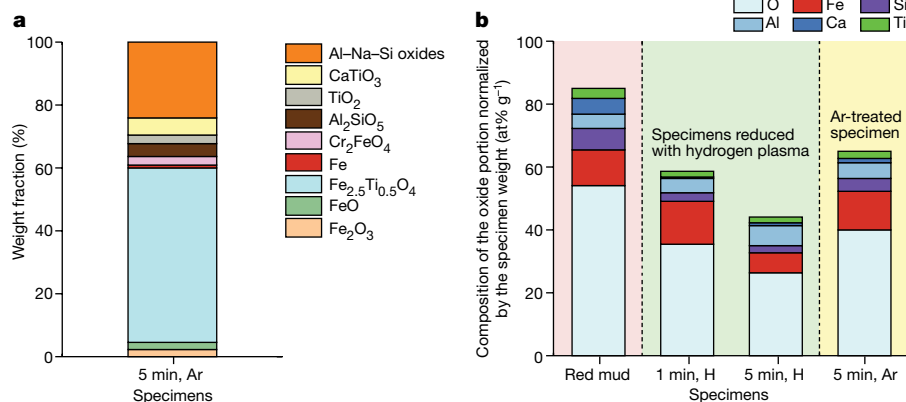 a
100
80
60
40
20
0
Weight fraction (%)
5 min, Ar
Specimens
Al–Na–Si oxides
CaTiO3
TiO2
Al2SiO5
Cr2FeO4
Fe
Fe2.5Ti0.5O4
FeO
Fe2O3
b
O Fe Si
Al Ca Ti
100
80
60
40
20
0
Composition of the oxide portion normalized
by the specimen weight (at% g−1)
Specimens reduced
with hydrogen plasma
Ar-treated
specimen
Red mud 1 min, H 5 min, H 5 min, Ar
Specimens